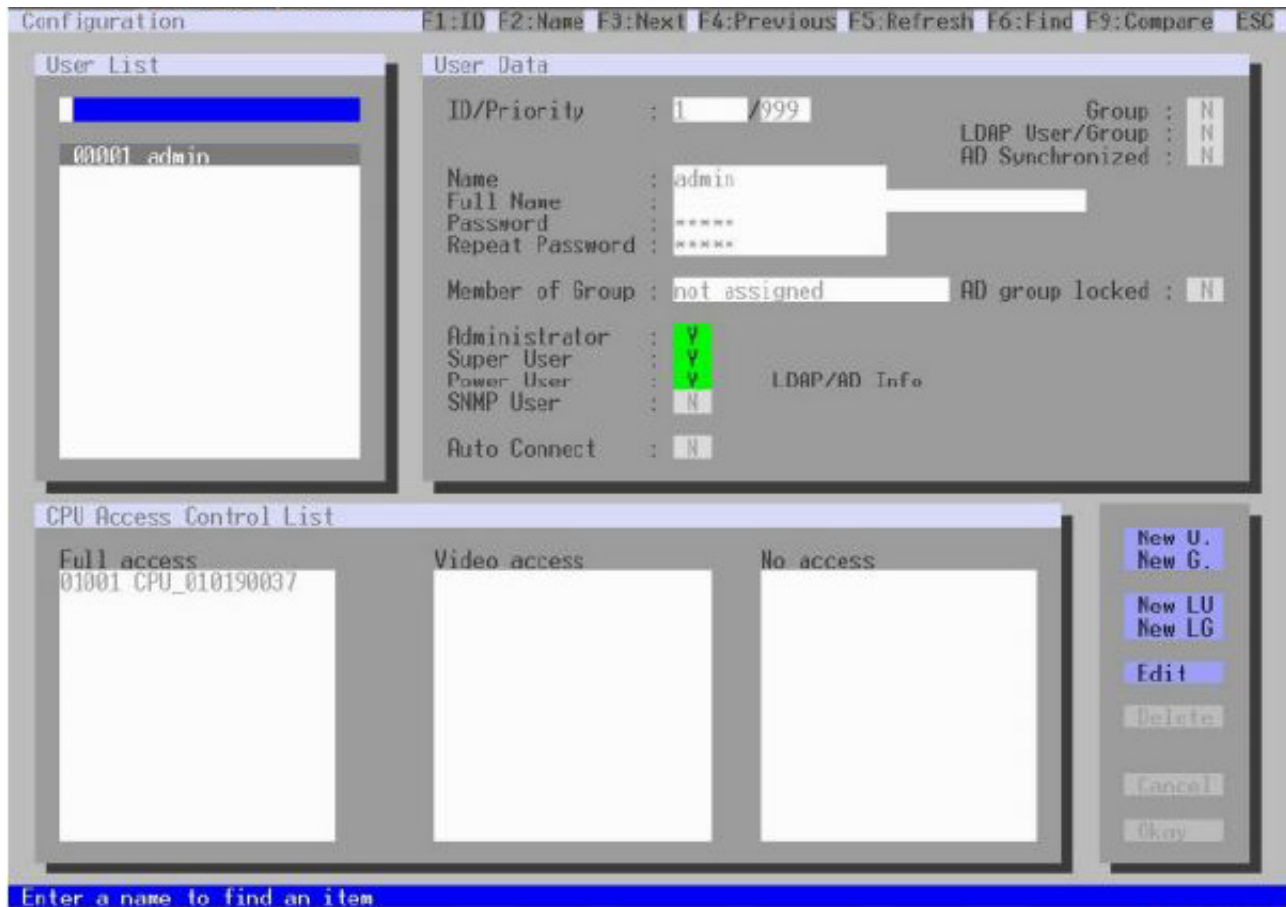 Configuration F1:ID F2:Name F3:Next F4:Previous F5:Refresh F6:Find F9:Compare ESC
User List
00001 admin
User Data
ID/Priority : 1 /999 Group : N
LDAP User/Group : N
AD Synchronized : N
Name : admin
Full Name :
Password : *****
Repeat Password : *****
Member of Group : not assigned AD group locked : N
Administrator : Y
Super User : Y
Power User : Y LDAP/AD Info
SNMP User : N
Auto Connect : N
CPU Access Control List
Full access Video access No access
01001 CPU_010190037
New U.
New G.
New LU
New LG
Edit
Delete
Cancel
Okay
Enter a name to find an item